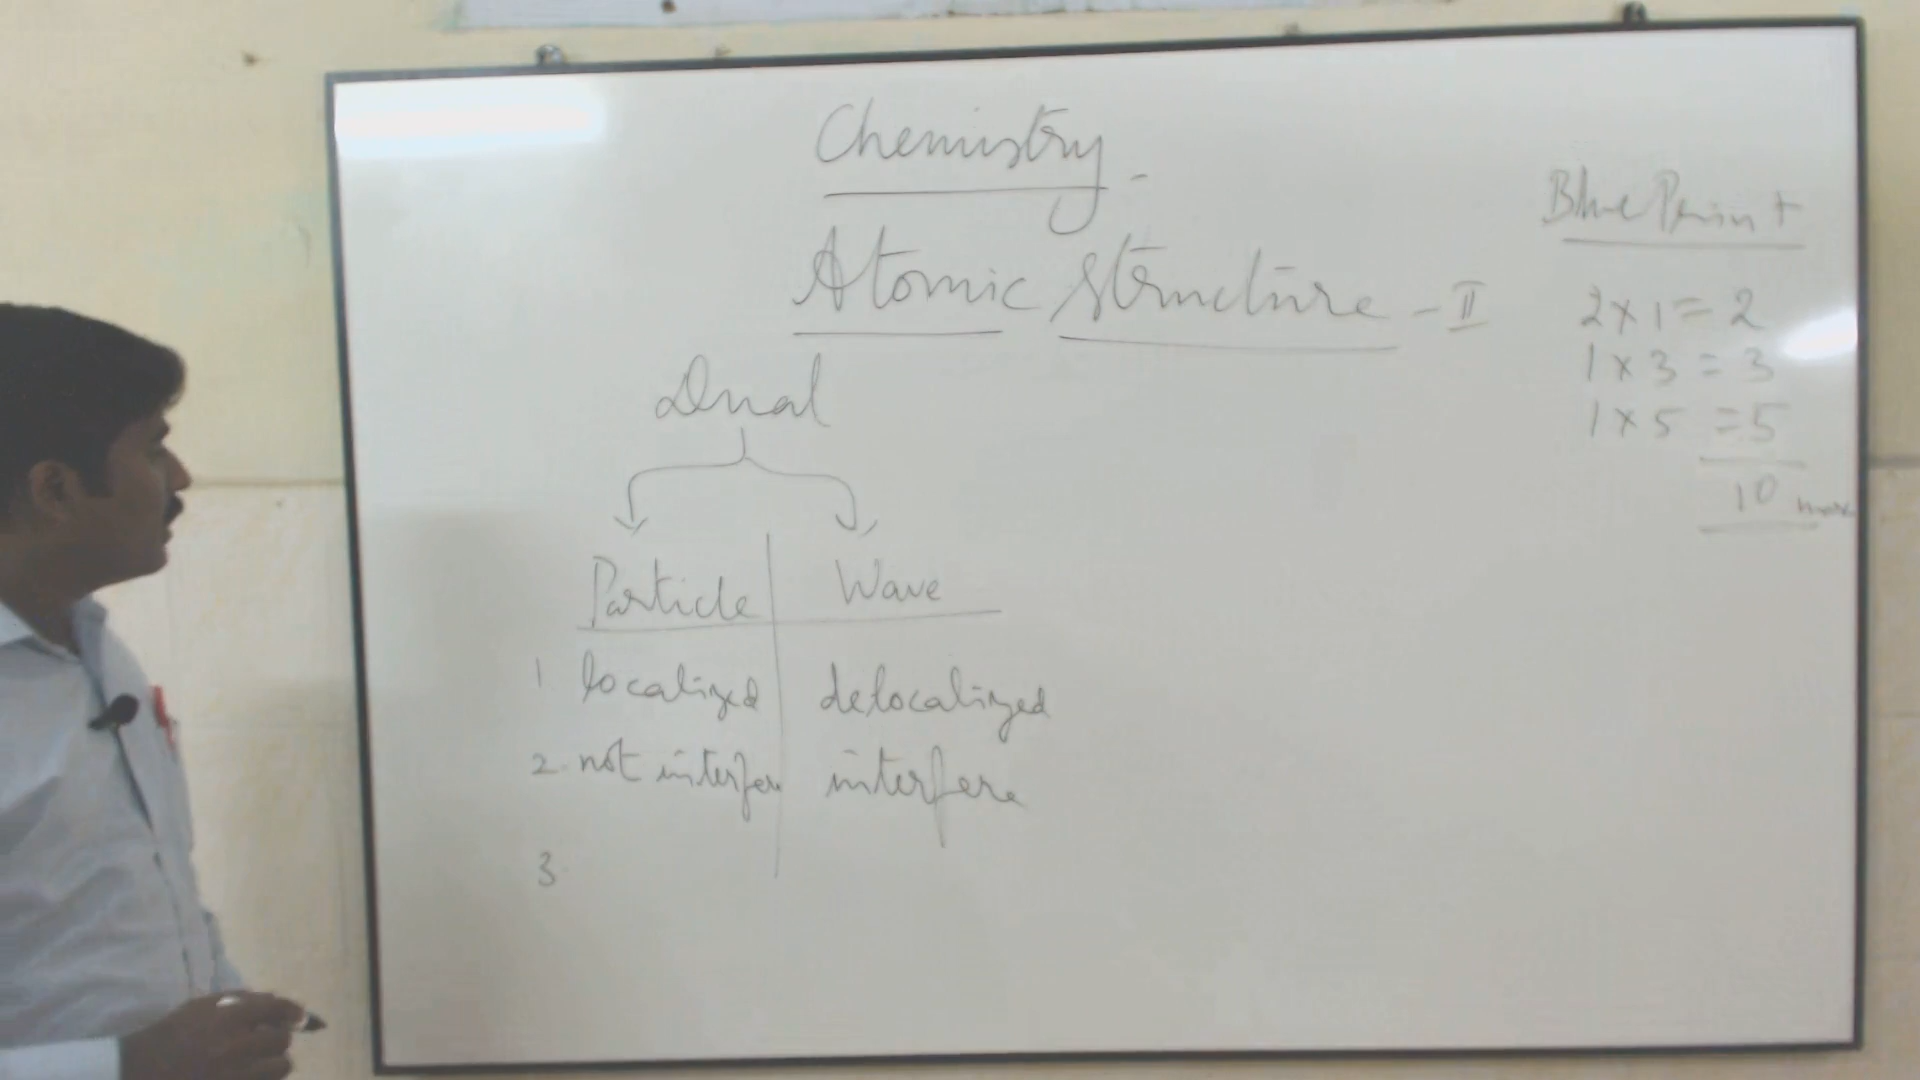 Chemistry -
Atomic Structure - II
Dual
Particle Wave
1 localized delocalized
2. not interfere interfere
3.
Blue Print
2 x 1 = 2
1 x 3 = 3
1 x 5 = 5
10